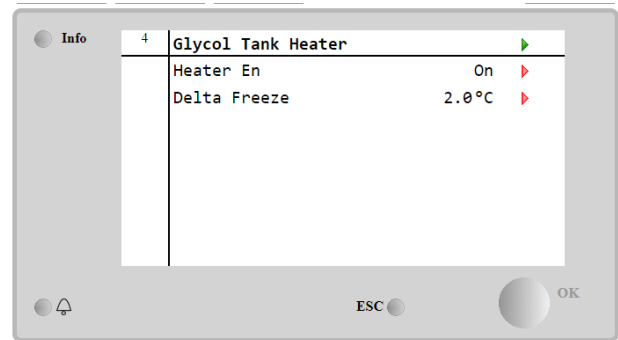 Info
4 Glycol Tank Heater
Heater En On
Delta Freeze 2.0°C
ESC
OK